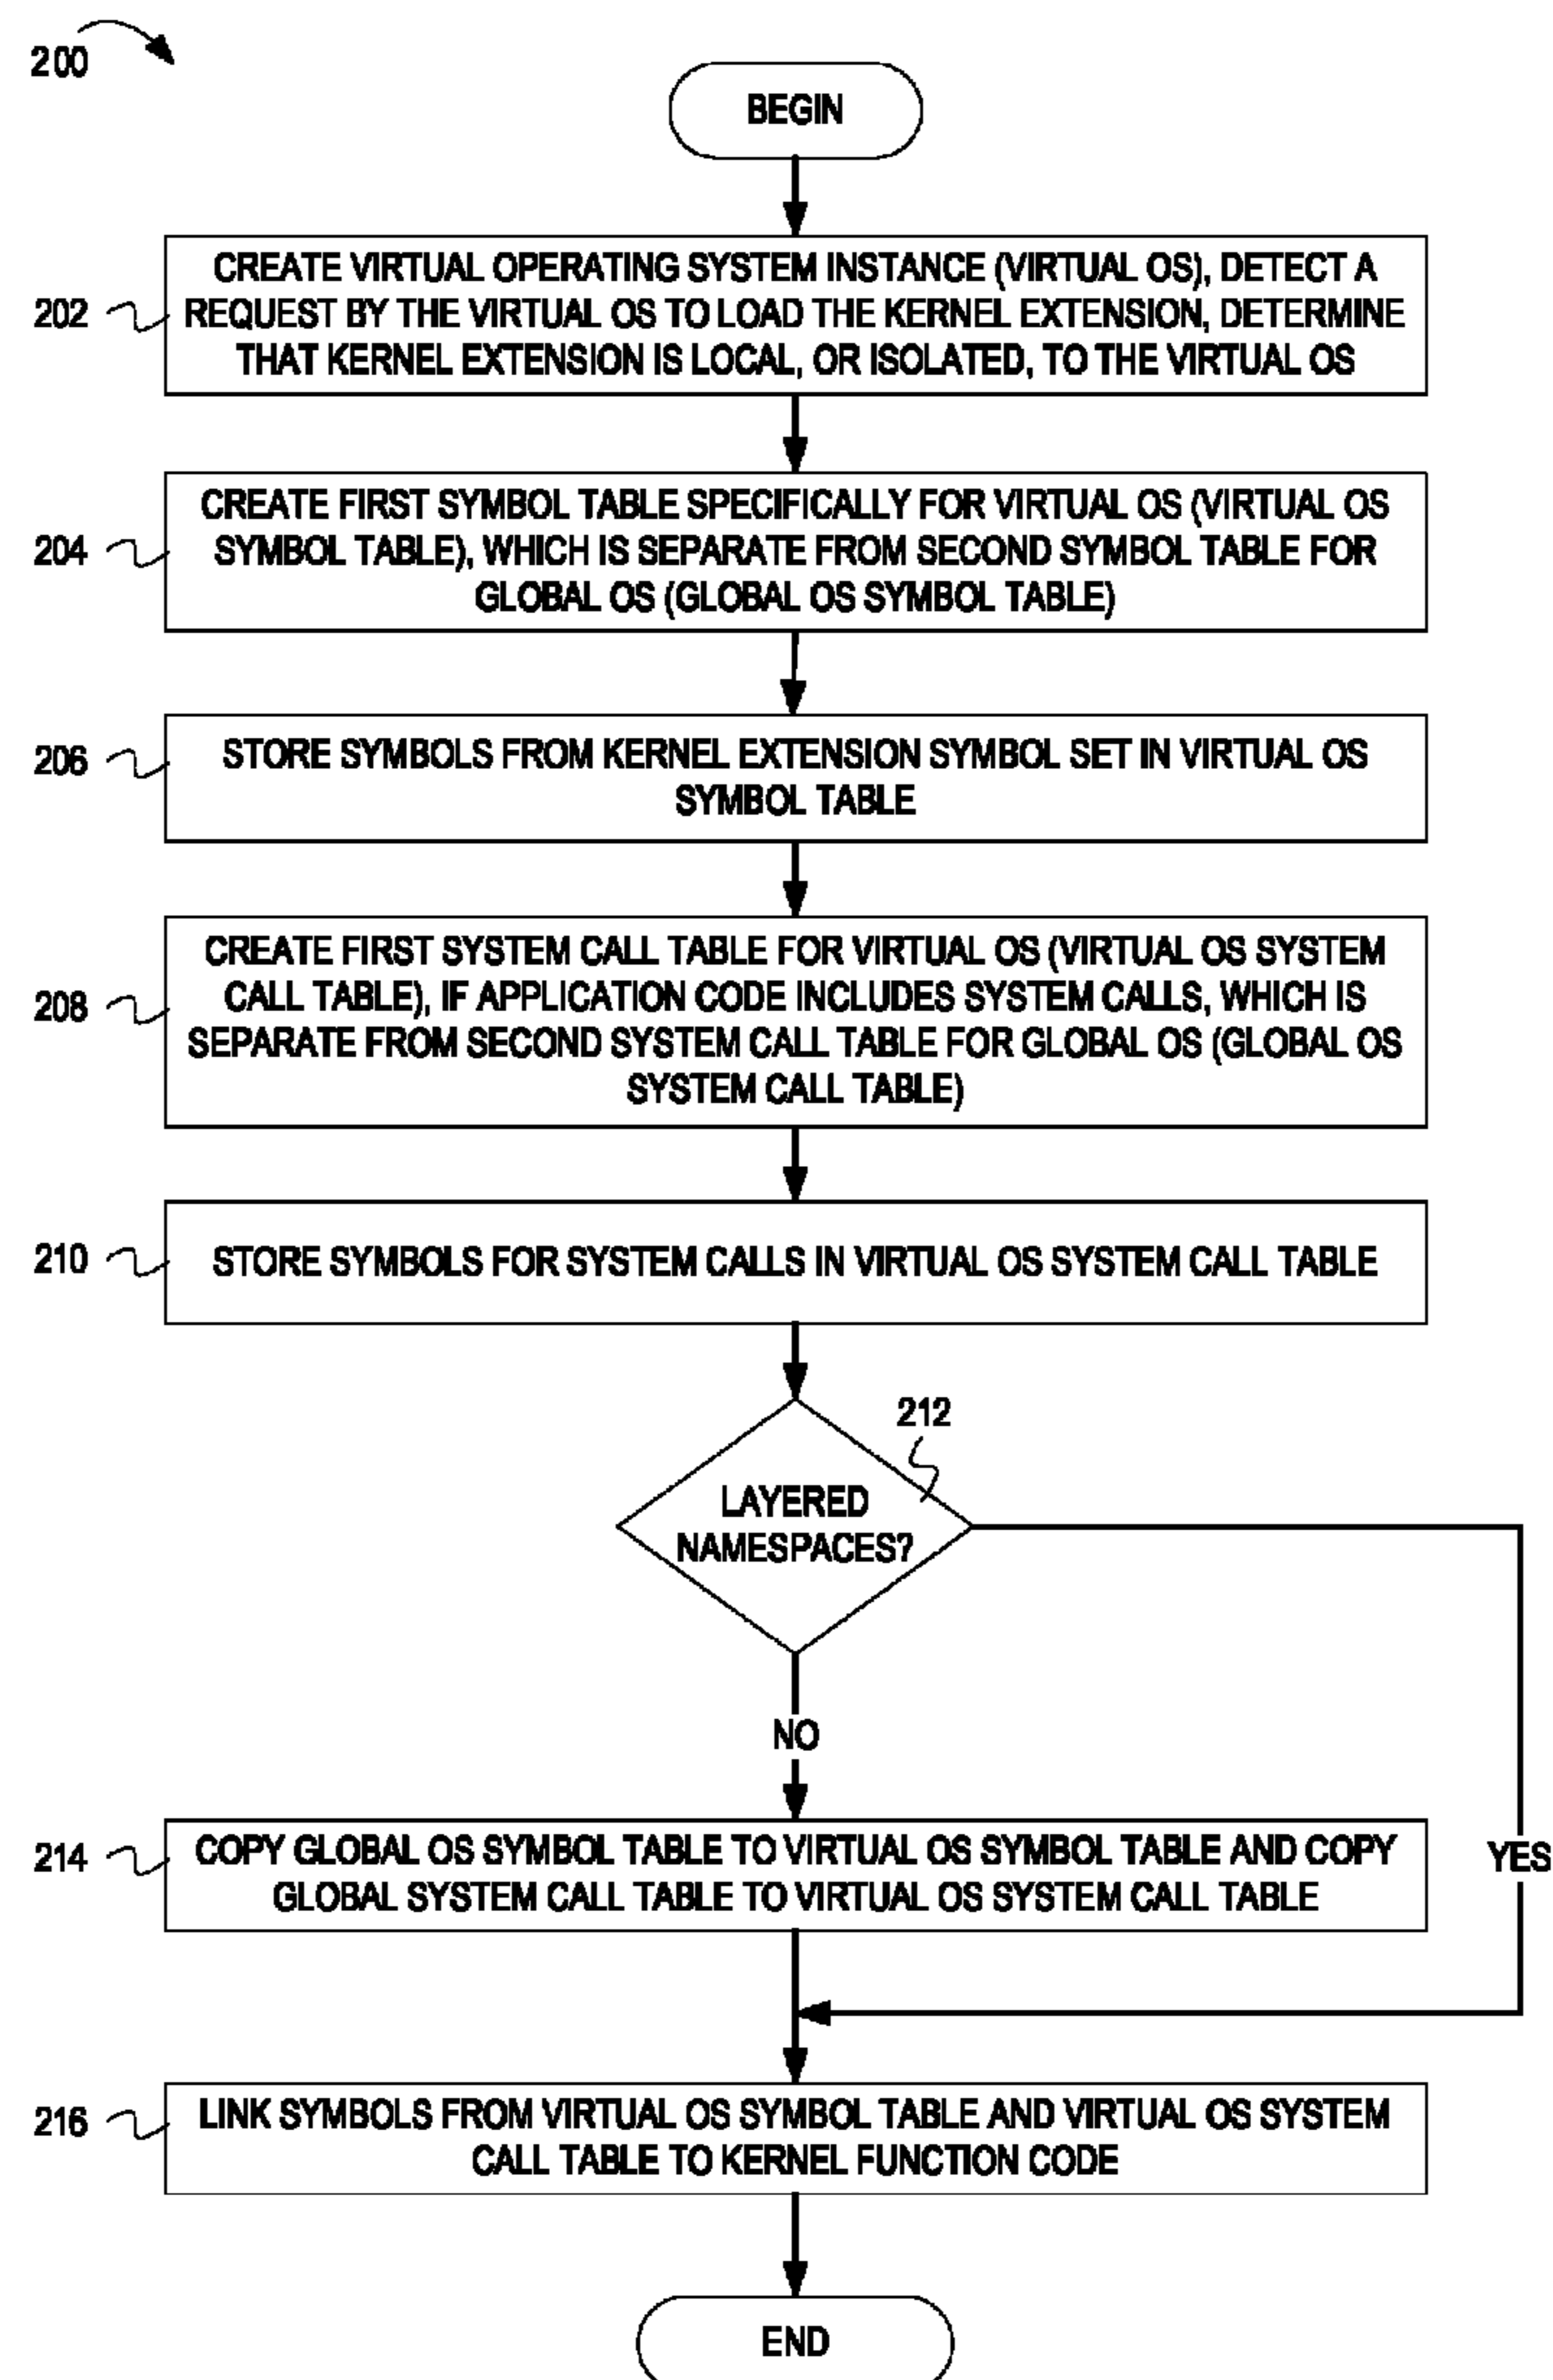 200
BEGIN
202
CREATE VIRTUAL OPERATING SYSTEM INSTANCE (VIRTUAL OS), DETECT A
REQUEST BY THE VIRTUAL OS TO LOAD THE KERNEL EXTENSION, DETERMINE
THAT KERNEL EXTENSION IS LOCAL, OR ISOLATED, TO THE VIRTUAL OS
204
CREATE FIRST SYMBOL TABLE SPECIFICALLY FOR VIRTUAL OS (VIRTUAL OS
SYMBOL TABLE), WHICH IS SEPARATE FROM SECOND SYMBOL TABLE FOR
GLOBAL OS (GLOBAL OS SYMBOL TABLE)
206
STORE SYMBOLS FROM KERNEL EXTENSION SYMBOL SET IN VIRTUAL OS
SYMBOL TABLE
208
CREATE FIRST SYSTEM CALL TABLE FOR VIRTUAL OS (VIRTUAL OS SYSTEM
CALL TABLE), IF APPLICATION CODE INCLUDES SYSTEM CALLS, WHICH IS
SEPARATE FROM SECOND SYSTEM CALL TABLE FOR GLOBAL OS (GLOBAL OS
SYSTEM CALL TABLE)
210
STORE SYMBOLS FOR SYSTEM CALLS IN VIRTUAL OS SYSTEM CALL TABLE
212
LAYERED
NAMESPACES?
NO
YES
214
COPY GLOBAL OS SYMBOL TABLE TO VIRTUAL OS SYMBOL TABLE AND COPY
GLOBAL SYSTEM CALL TABLE TO VIRTUAL OS SYSTEM CALL TABLE
216
LINK SYMBOLS FROM VIRTUAL OS SYMBOL TABLE AND VIRTUAL OS SYSTEM
CALL TABLE TO KERNEL FUNCTION CODE
END